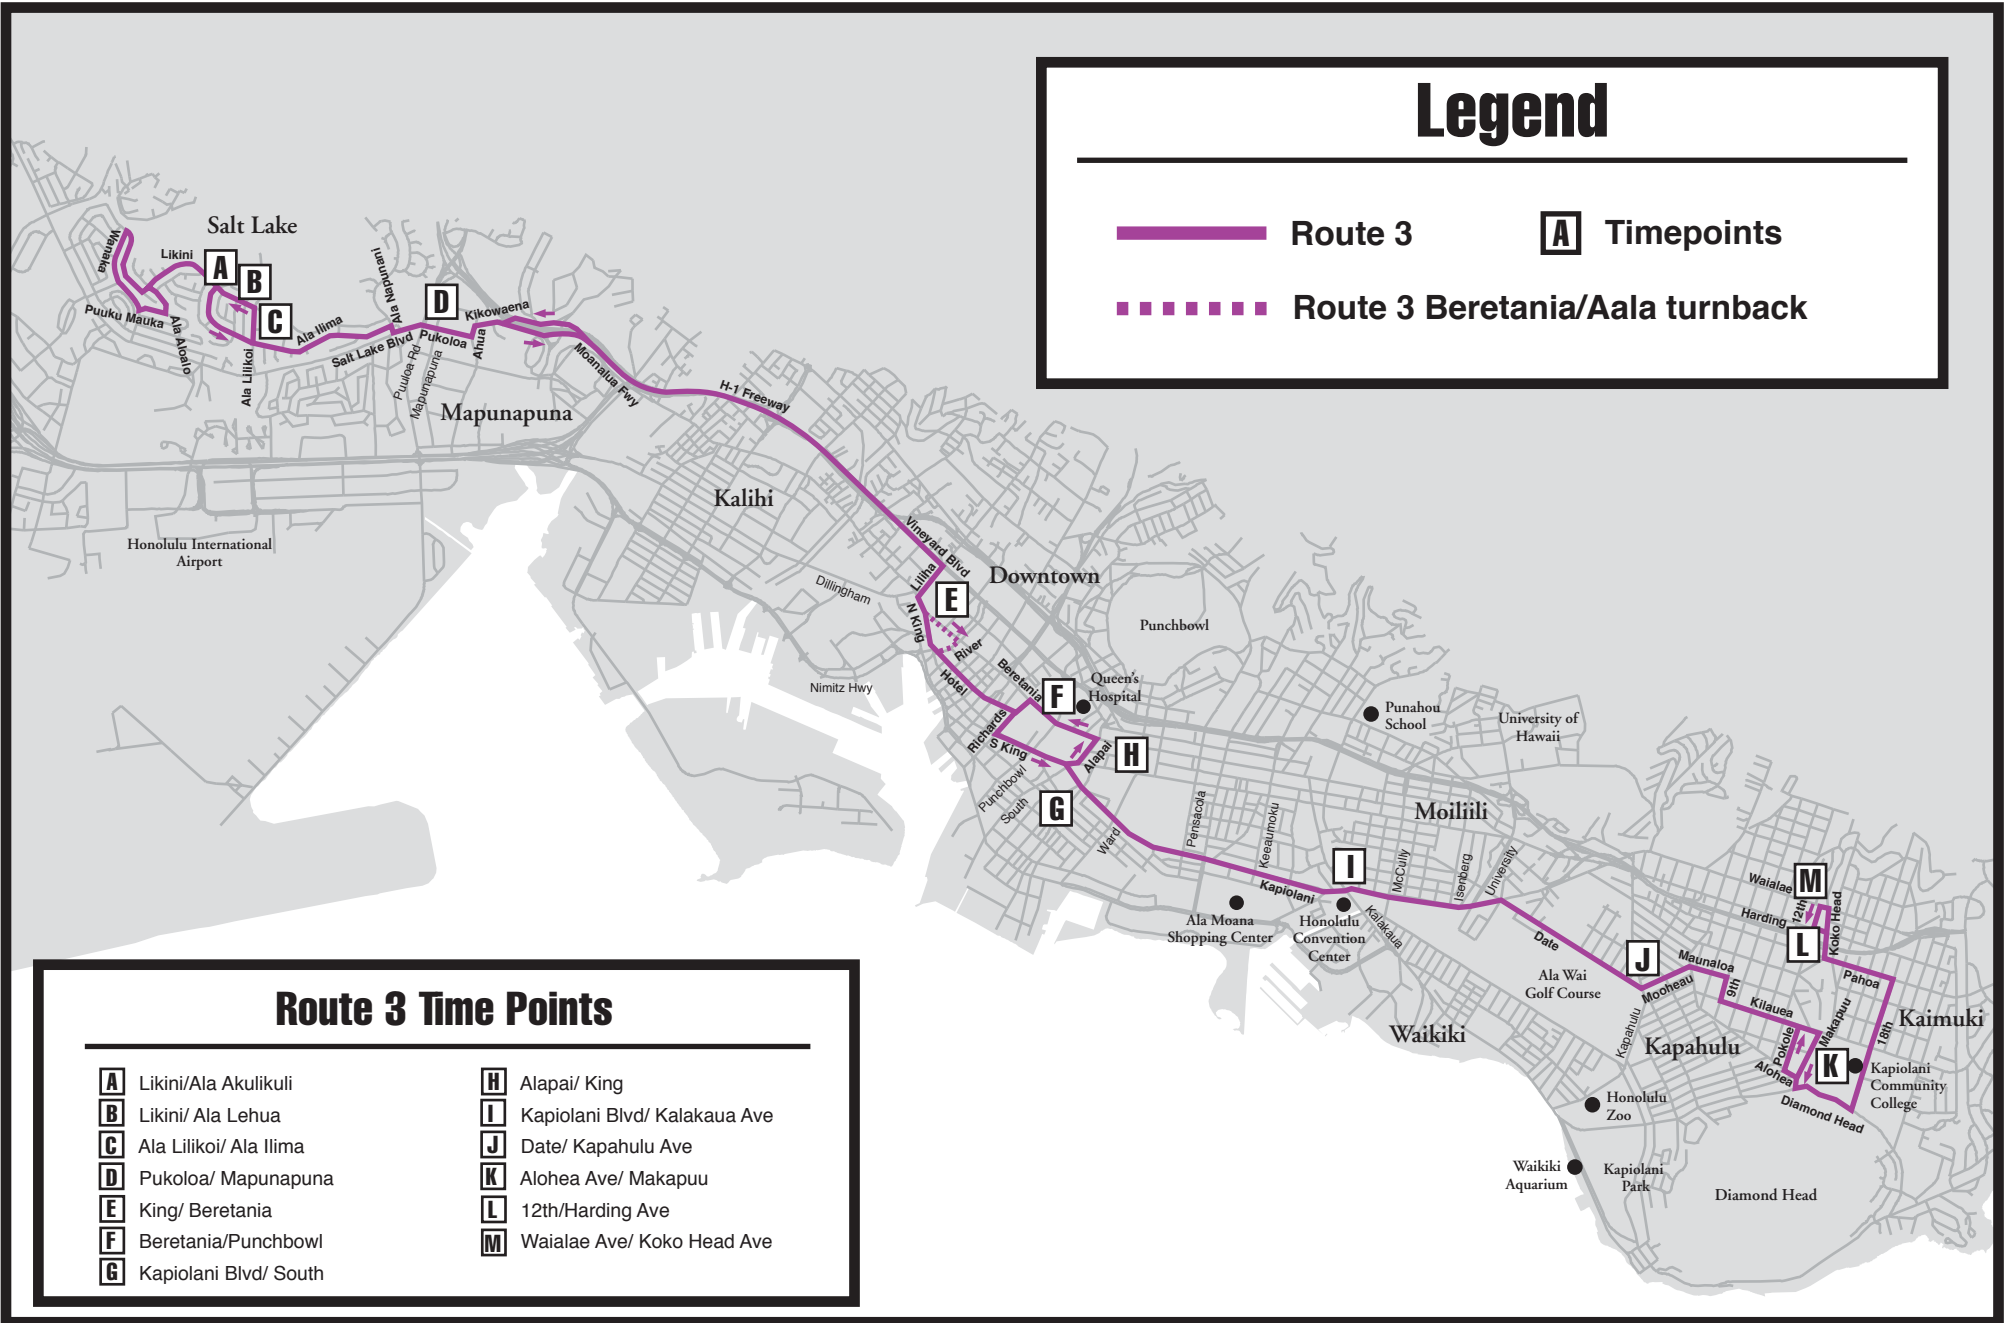 Legend
Route 3
A Timepoints
Route 3 Beretania/Aala turnback
Salt Lake
Wanaka
Likini
A
B
C
Puuku Mauka
Ala Aloalo
Ala Lilikoi
Ala Ilima
Salt Lake Blvd
Ala Napunani
D
Puuloa Rd
Mapunapuna
Pukoloa
Ahua
Kikowaena
Moanalua Fwy
Mapunapuna
H-1 Freeway
Kalihi
Honolulu International
Airport
Vineyard Blvd
Liliha
Downtown
E
Dillingham
N King
River
Punchbowl
Nimitz Hwy
Hotel
Beretania
F
Queen's
Hospital
Richards
S King
Alapai
H
Punchbowl
South
G
Ward
Punahou
School
University of
Hawaii
Moiliili
Pensacola
Keeaumoku
McCully
Isenberg
University
I
Kapiolani
Kalakaua
Ala Moana
Shopping Center
Honolulu
Convention
Center
Date
Ala Wai
Golf Course
J
Mooheau
Maunaloa
9th
Kilauea
Waialae
M
Harding
12th
L
Koko Head
Pahoa
18th
Kaimuki
Makapuu
Pokole
Alohea
K
Kapiolani
Community
College
Diamond Head
Waikiki
Kapahulu
Kapahulu
Honolulu
Zoo
Waikiki
Aquarium
Kapiolani
Park
Diamond Head
Route 3 Time Points
A Likini/Ala Akulikuli
B Likini/ Ala Lehua
C Ala Lilikoi/ Ala Ilima
D Pukoloa/ Mapunapuna
E King/ Beretania
F Beretania/Punchbowl
G Kapiolani Blvd/ South
H Alapai/ King
I Kapiolani Blvd/ Kalakaua Ave
J Date/ Kapahulu Ave
K Alohea Ave/ Makapuu
L 12th/Harding Ave
M Waialae Ave/ Koko Head Ave